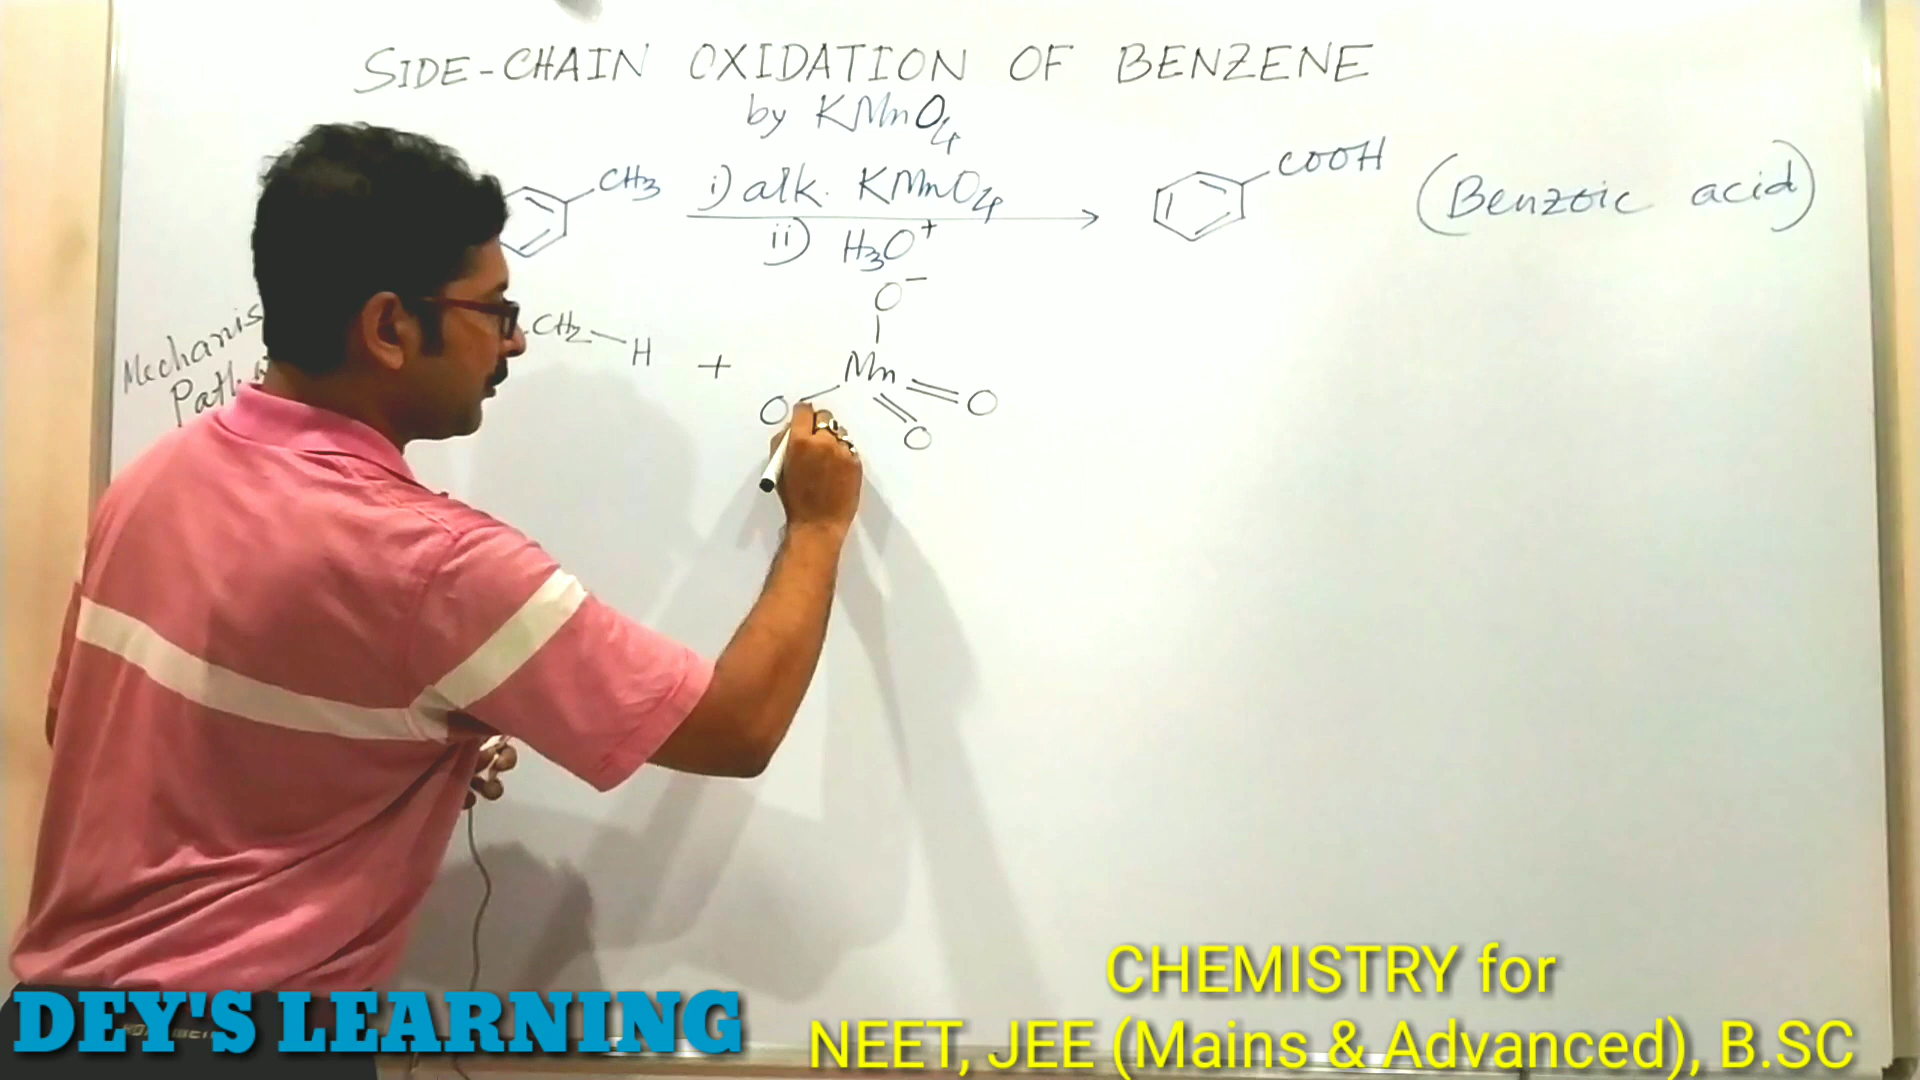 SIDE-CHAIN OXIDATION OF BENZENE
by KMnO4
CH3 i) alk. KMnO4 COOH (Benzoic acid)
ii) H3O+
O−
Mechanis
CH2 H + Mn
Path
O O
O
DEY'S LEARNING
CHEMISTRY for
NEET, JEE (Mains & Advanced), B.SC